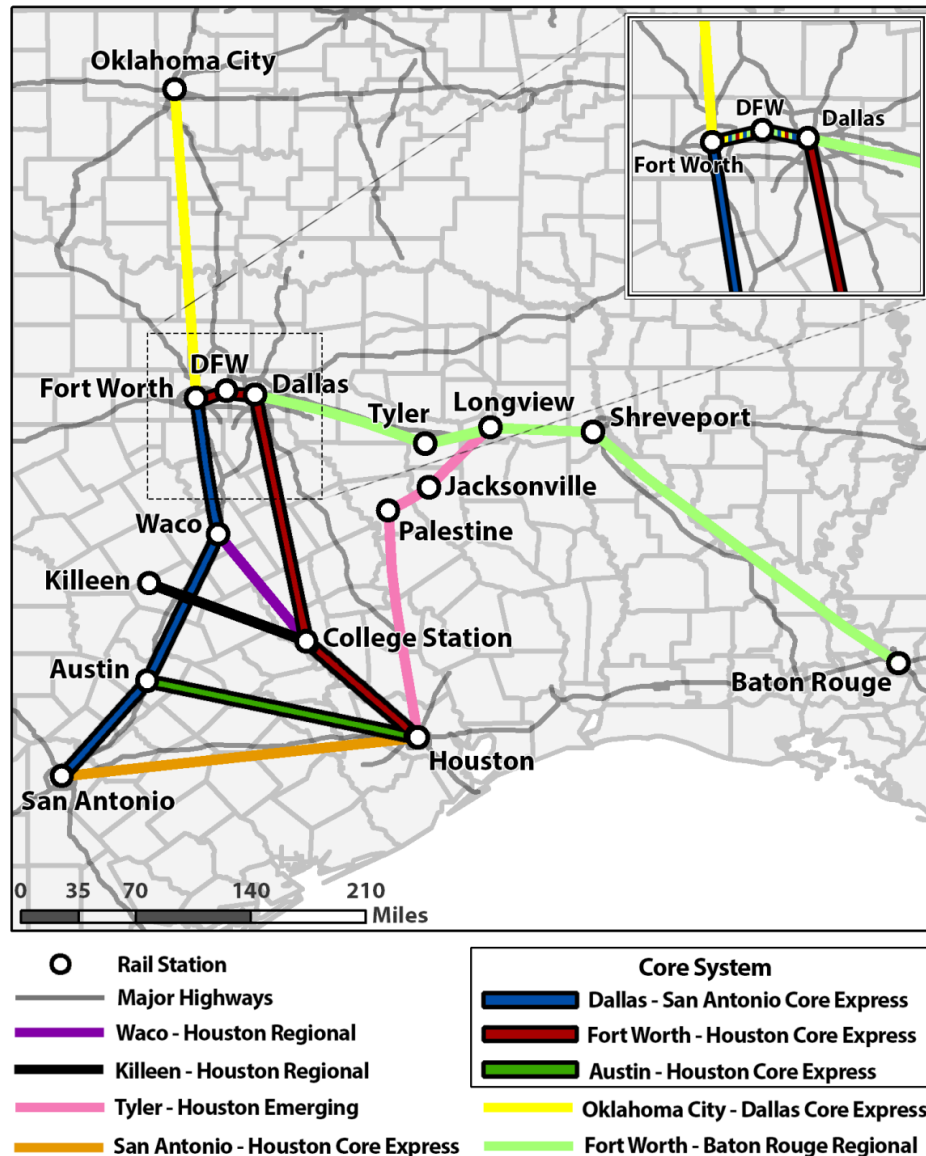 Oklahoma City
DFW
Dallas
Fort Worth
DFW
Fort Worth
Dallas
Tyler
Longview
Shreveport
Jacksonville
Palestine
Waco
Killeen
College Station
Austin
Baton Rouge
Houston
San Antonio
0 35 70 140 210
Miles
Rail Station
Major Highways
Waco - Houston Regional
Killeen - Houston Regional
Tyler - Houston Emerging
San Antonio - Houston Core Express
Core System
Dallas - San Antonio Core Express
Fort Worth - Houston Core Express
Austin - Houston Core Express
Oklahoma City - Dallas Core Express
Fort Worth - Baton Rouge Regional